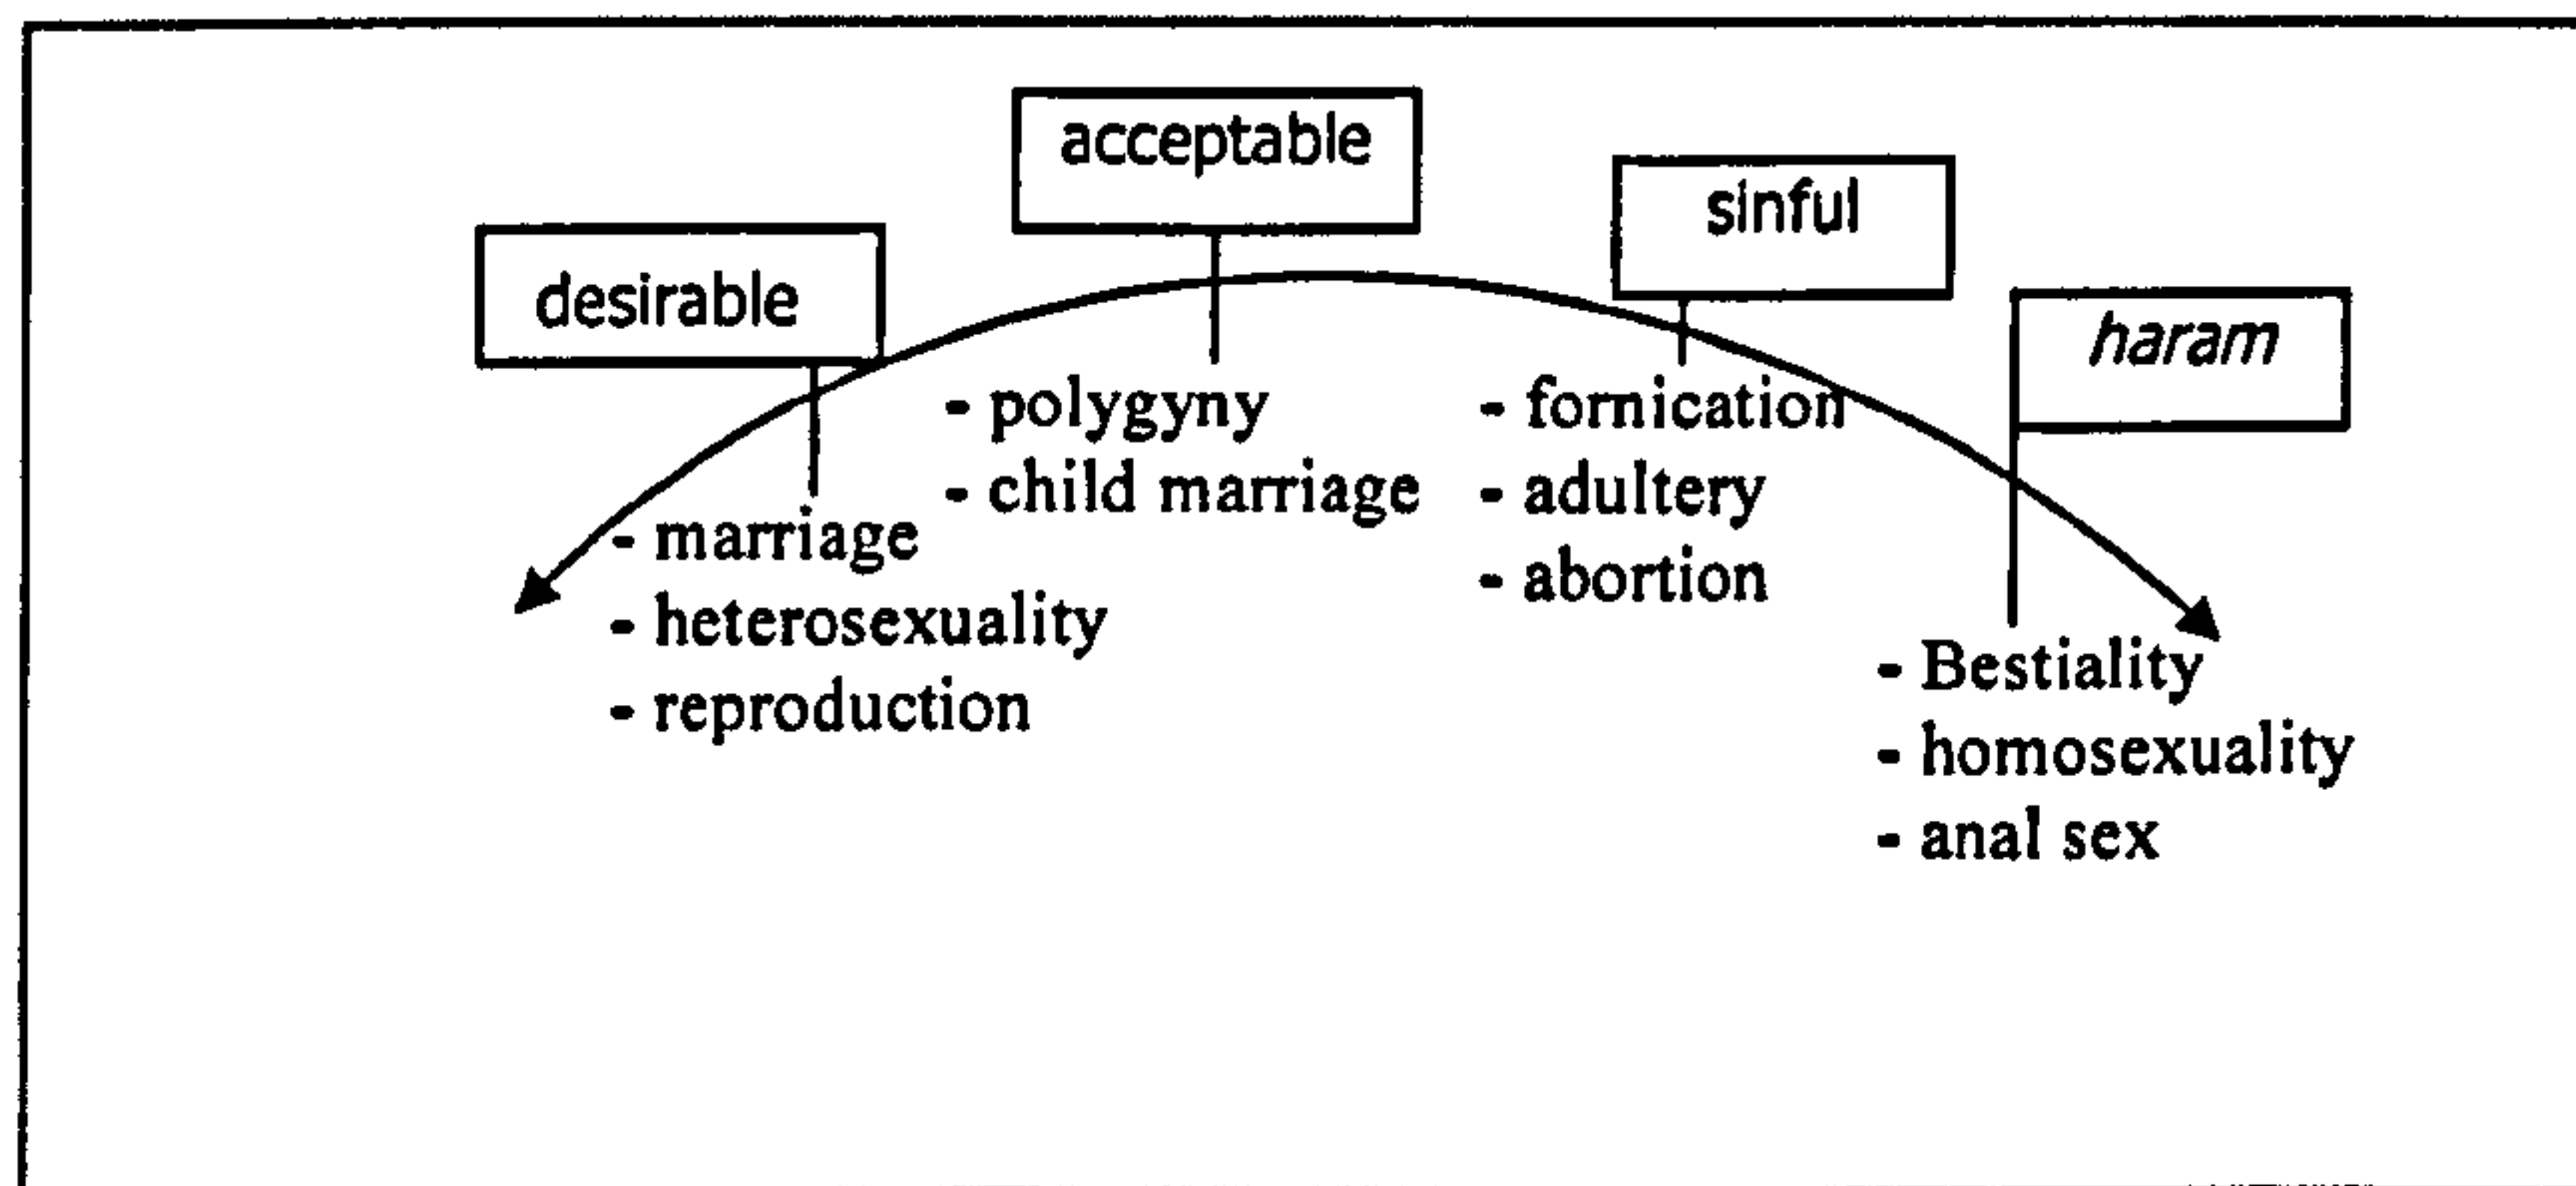 desirable
- marriage
- heterosexuality
- reproduction
acceptable
- polygyny
- child marriage
sinful
- fornication
- adultery
- abortion
haram
- Bestiality
- homosexuality
- anal sex